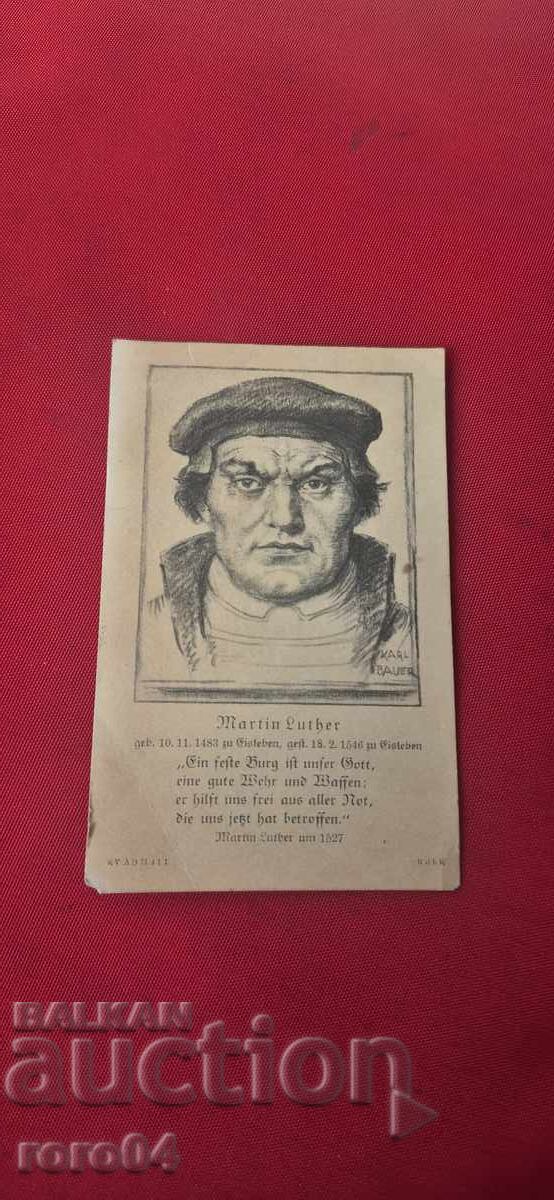 KARL
BAUER
Martin Luther
geb. 10. 11. 1483 zu Eisleben, gest. 18. 2. 1546 zu Eisleben
„Ein feste Burg ist unser Gott,
eine gute Wehr und Waffen;
er hilft uns frei aus aller Not,
die uns jetzt hat betroffen.“
Martin Luther um 1527
BALKAN
auction
roro04